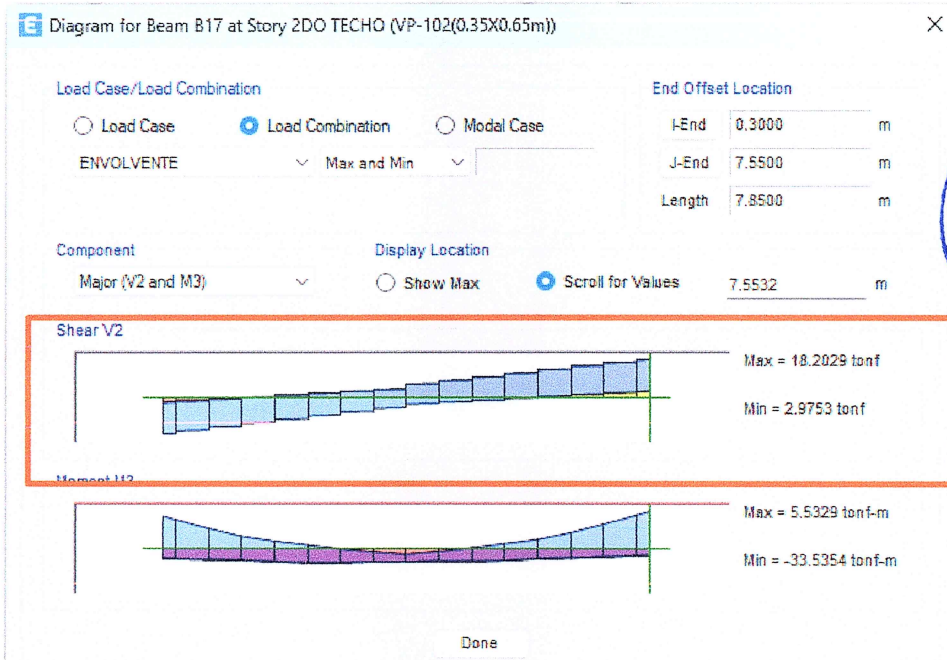 Diagram for Beam B17 at Story 2DO TECHO (VP-102(0.35X0.65m))
Load Case/Load Combination
Load Case
Load Combination
Modal Case
ENVOLVENTE
Max and Min
End Offset Location
I-End 0.3000 m
J-End 7.5500 m
Length 7.8500 m
Component
Major (V2 and M3)
Display Location
Show Max
Scroll for Values
7.5532 m
Shear V2
Max = 18.2029 tonf
Min = 2.9753 tonf
Moment M3
Max = 5.5329 tonf-m
Min = -33.5354 tonf-m
Done